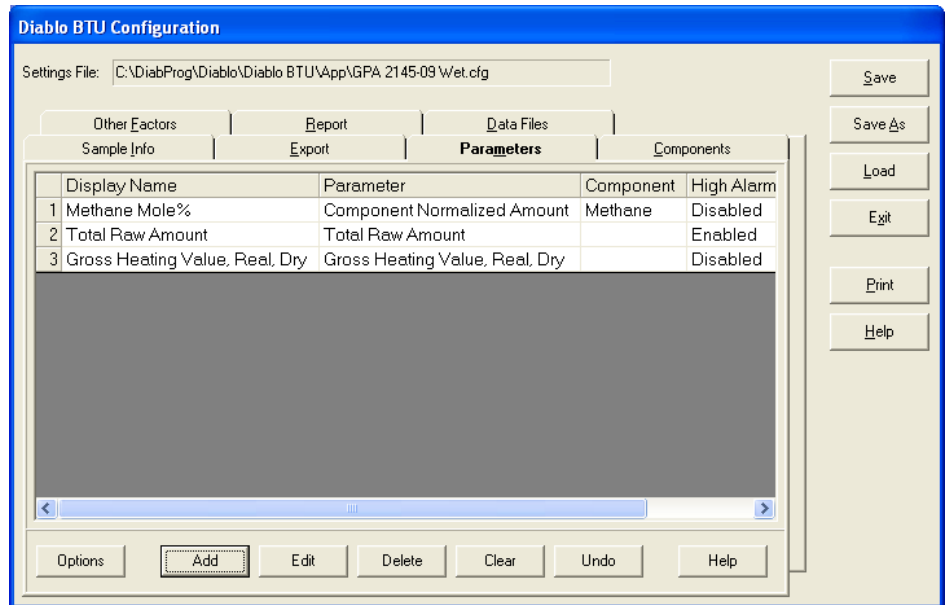 Diablo BTU Configuration
Settings File: C:\DiabProg\Diablo\Diablo BTU\App\GPA 2145-09 Wet.cfg
Save
Save As
Load
Exit
Print
Help
Other Factors Report Data Files
Sample Info Export Parameters Components
Display Name Parameter Component High Alarm
1 Methane Mole% Component Normalized Amount Methane Disabled
2 Total Raw Amount Total Raw Amount Enabled
3 Gross Heating Value, Real, Dry Gross Heating Value, Real, Dry Disabled
Options Add Edit Delete Clear Undo Help